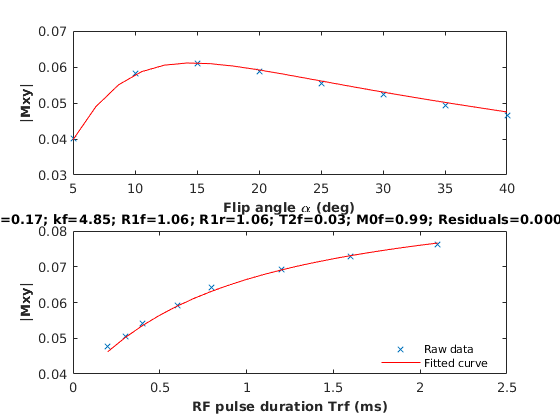 0.07
0.06
0.05
0.04
0.03
|Mxy|
5 10 15 20 25 30 35 40
Flip angle α (deg)
=0.17; kf=4.85; R1f=1.06; R1r=1.06; T2f=0.03; M0f=0.99; Residuals=0.000
0.08
0.07
0.06
0.05
0.04
|Mxy|
Raw data
Fitted curve
0 0.5 1 1.5 2 2.5
RF pulse duration Trf (ms)